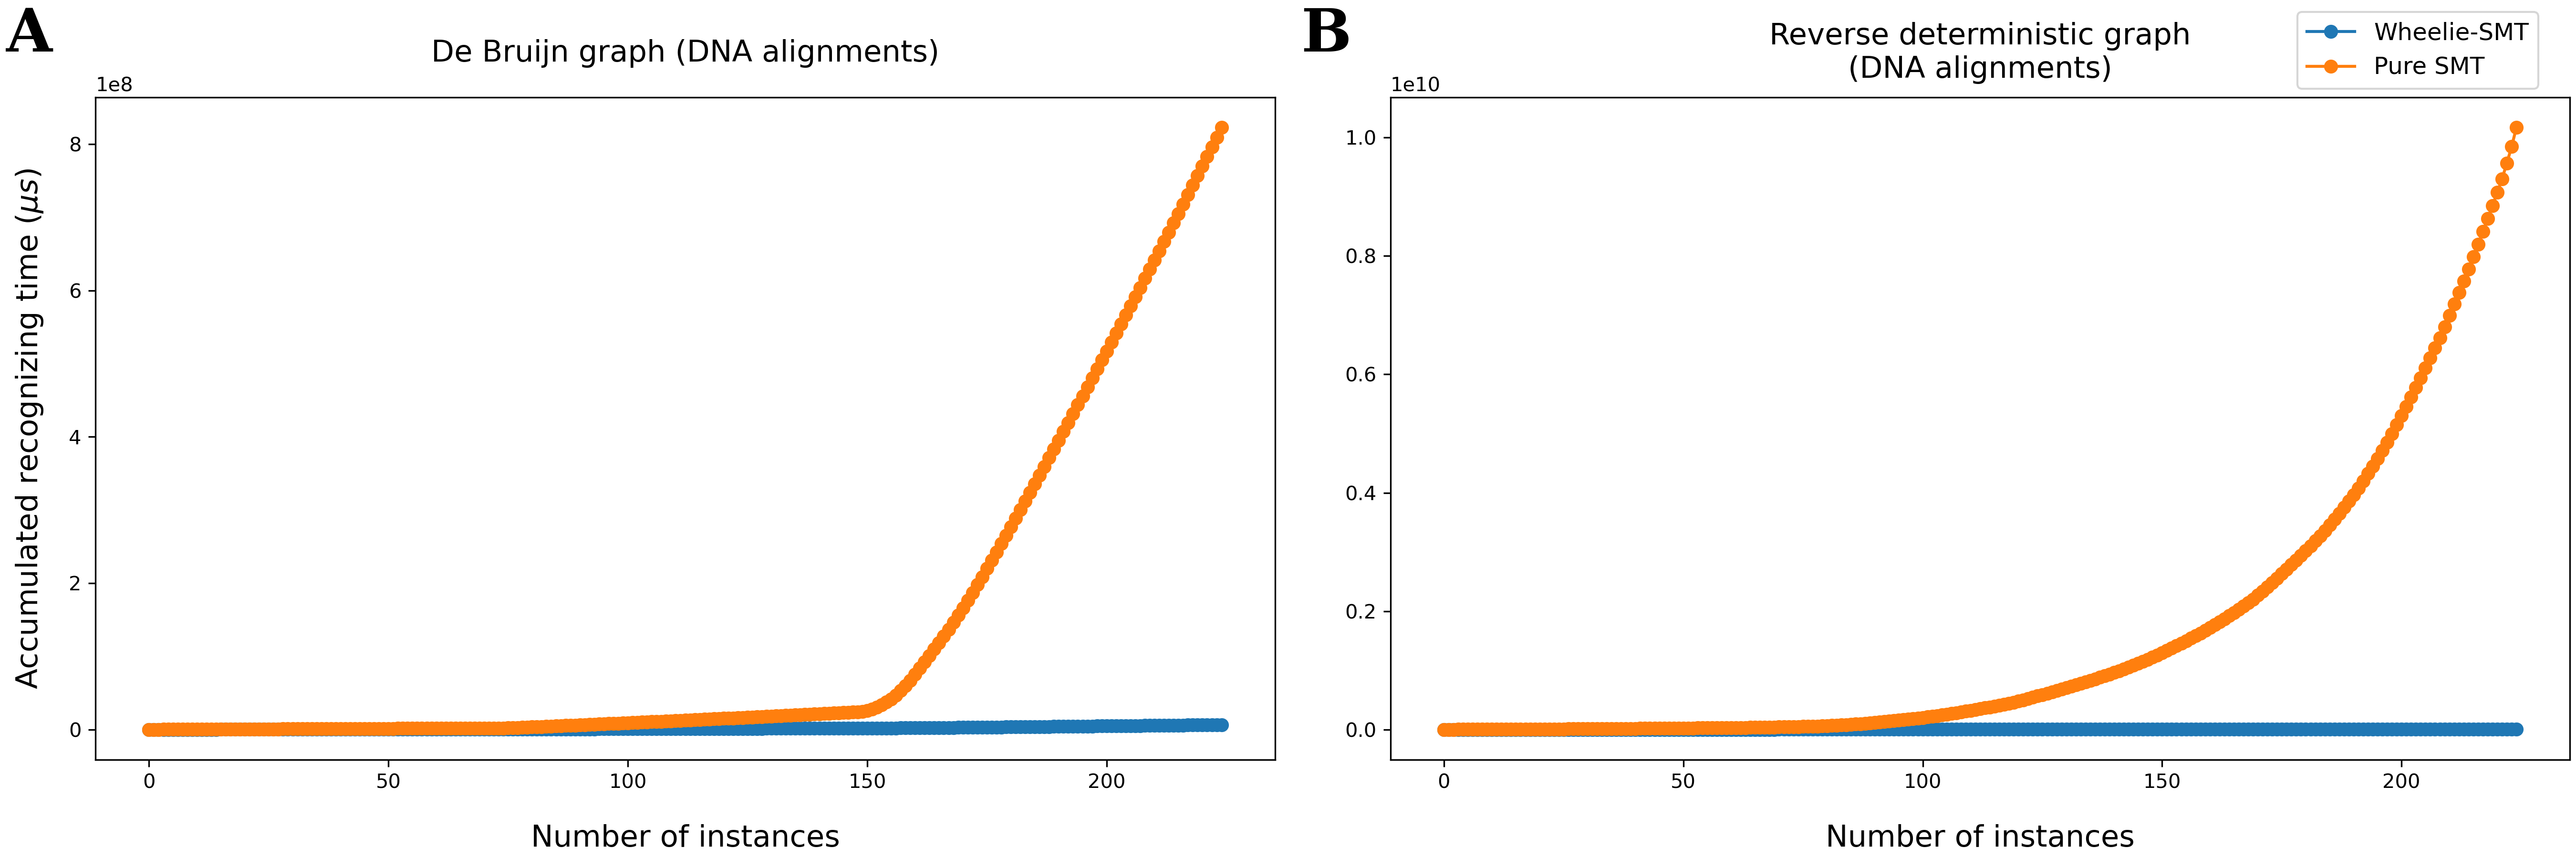 A
De Bruijn graph (DNA alignments)
1e8
Accumulated recognizing time (μs)
8
6
4
2
0
0 50 100 150 200
Number of instances
B
Reverse deterministic graph
(DNA alignments)
Wheelie-SMT
Pure SMT
1e10
1.0
0.8
0.6
0.4
0.2
0.0
0 50 100 150 200
Number of instances